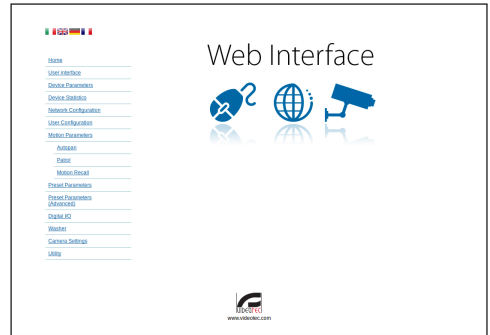 Web Interface
Home
User Interface
Device Parameters
Device Statistics
Network Configuration
User Configuration
Motion Parameters
Autopan
Patrol
Motion Recall
Preset Parameters
Preset Parameters
(Advanced)
Digital I/O
Washer
Camera Settings
Utility
VIDEOTEC
www.videotec.com